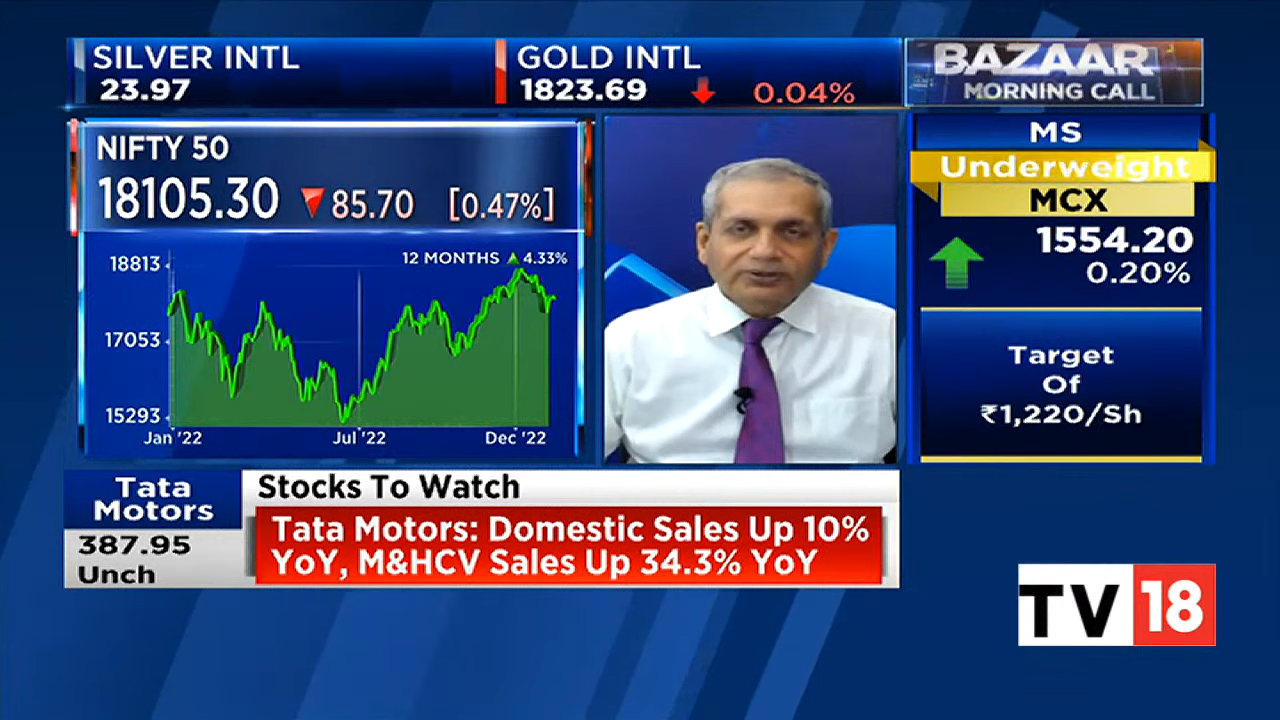 SILVER INTL
23.97
GOLD INTL
1823.69 0.04%
BAZAAR
MORNING CALL
NIFTY 50
18105.30 85.70 [0.47%]
12 MONTHS 4.33%
18813
17053
15293
Jan '22 Jul '22 Dec '22
MS
Underweight
MCX
1554.20
0.20%
Target
Of
₹1,220/Sh
Tata
Motors
387.95
Unch
Stocks To Watch
Tata Motors: Domestic Sales Up 10%
YoY, M&HCV Sales Up 34.3% YoY
TV18